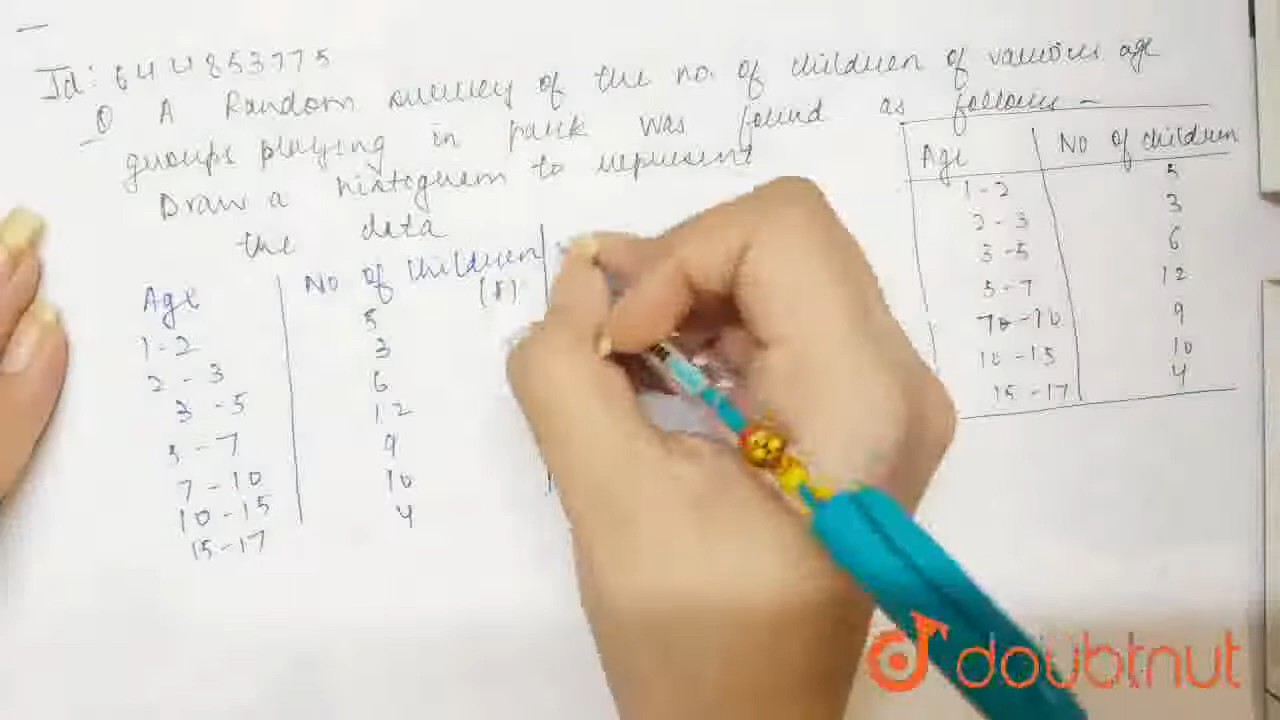 Id: 644853775
Q A Random survey of the no. of children of various age
groups playing in park was found as follows -
Draw a histogram to represent
the data
Age No of children
1-2 5
2-3 3
3-5 6
5-7 12
7-10 9
10-15 10
15-17 4
Age No of children
(f)
1-2 5
2-3 3
3-5 6
5-7 12
7-10 9
10-15 10
15-17 4
doubtnut